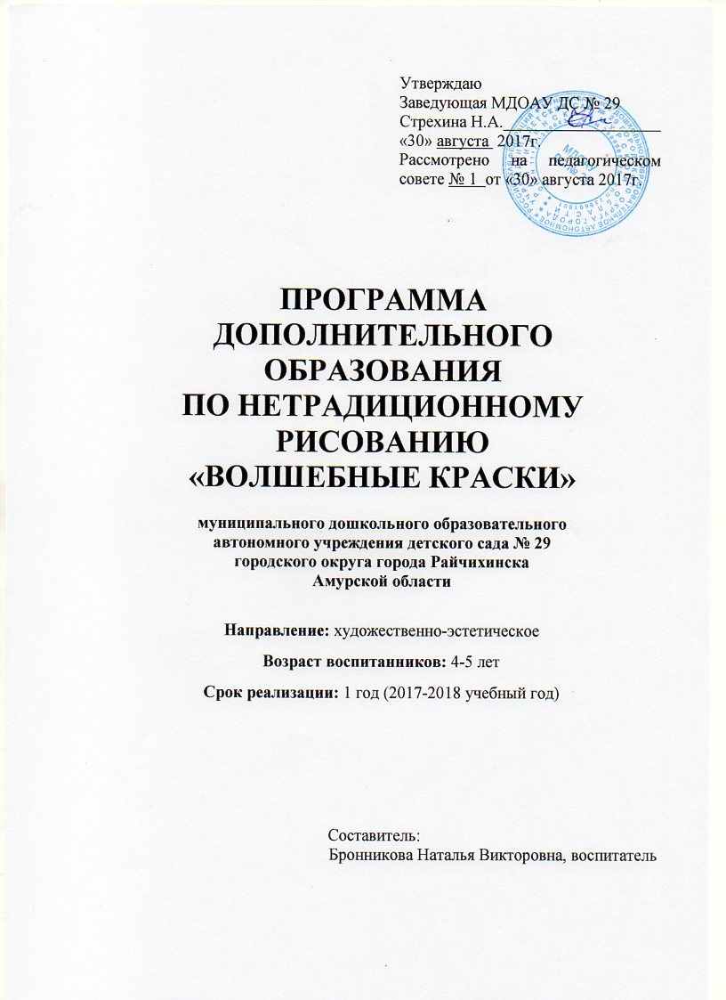 Утверждаю
Заведующая МДОАУ ДС № 29
Стрехина Н.А.
«30» августа 2017г.
Рассмотрено на педагогическом
совете № 1 от «30» августа 2017г.
МДОАУ
ПРОГРАММА
ДОПОЛНИТЕЛЬНОГО
ОБРАЗОВАНИЯ
ПО НЕТРАДИЦИОННОМУ
РИСОВАНИЮ
«ВОЛШЕБНЫЕ КРАСКИ»
муниципального дошкольного образовательного
автономного учреждения детского сада № 29
городского округа города Райчихинска
Амурской области
Направление: художественно-эстетическое
Возраст воспитанников: 4-5 лет
Срок реализации: 1 год (2017-2018 учебный год)
Составитель:
Бронникова Наталья Викторовна, воспитатель